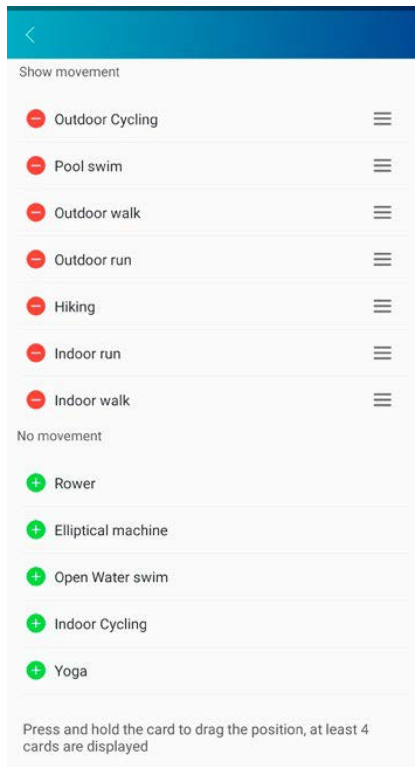 Show movement
Outdoor Cycling
Pool swim
Outdoor walk
Outdoor run
Hiking
Indoor run
Indoor walk
No movement
Rower
Elliptical machine
Open Water swim
Indoor Cycling
Yoga
Press and hold the card to drag the position, at least 4
cards are displayed